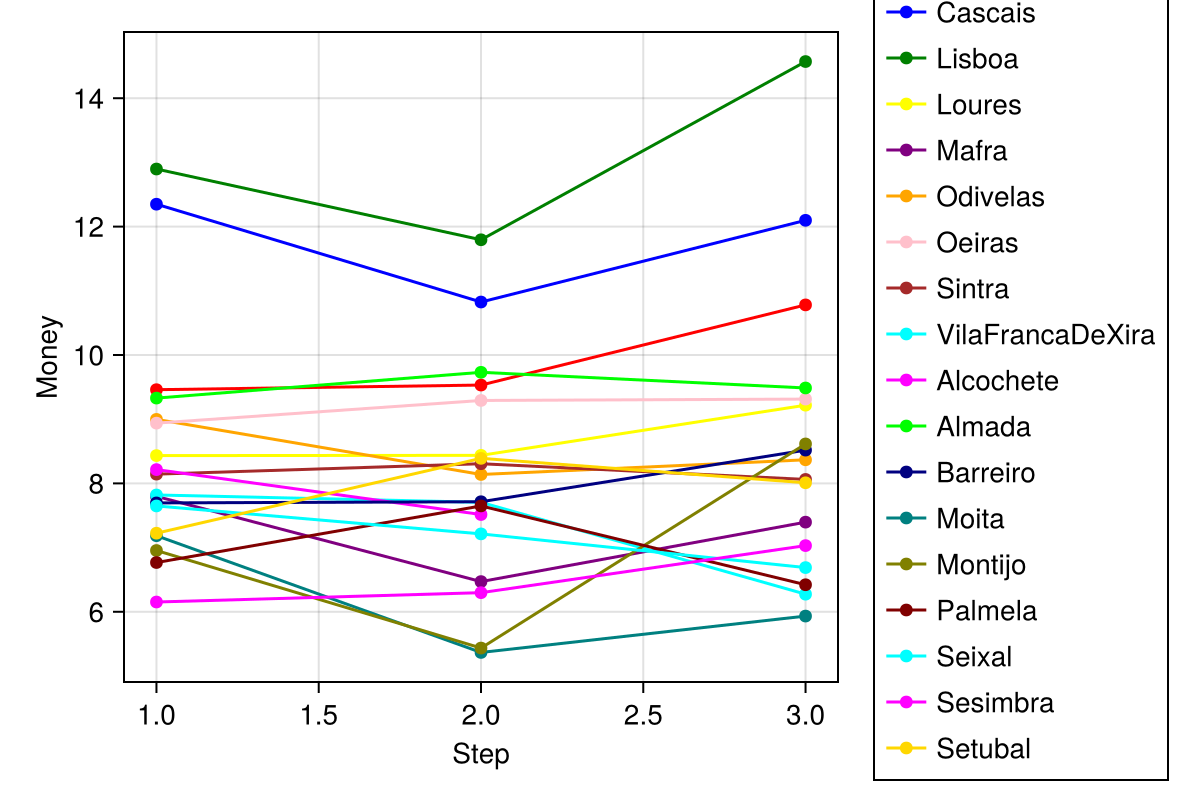 Money
14
12
10
8
6
1.0 1.5 2.0 2.5 3.0
Step
Cascais
Lisboa
Loures
Mafra
Odivelas
Oeiras
Sintra
VilaFrancaDeXira
Alcochete
Almada
Barreiro
Moita
Montijo
Palmela
Seixal
Sesimbra
Setubal